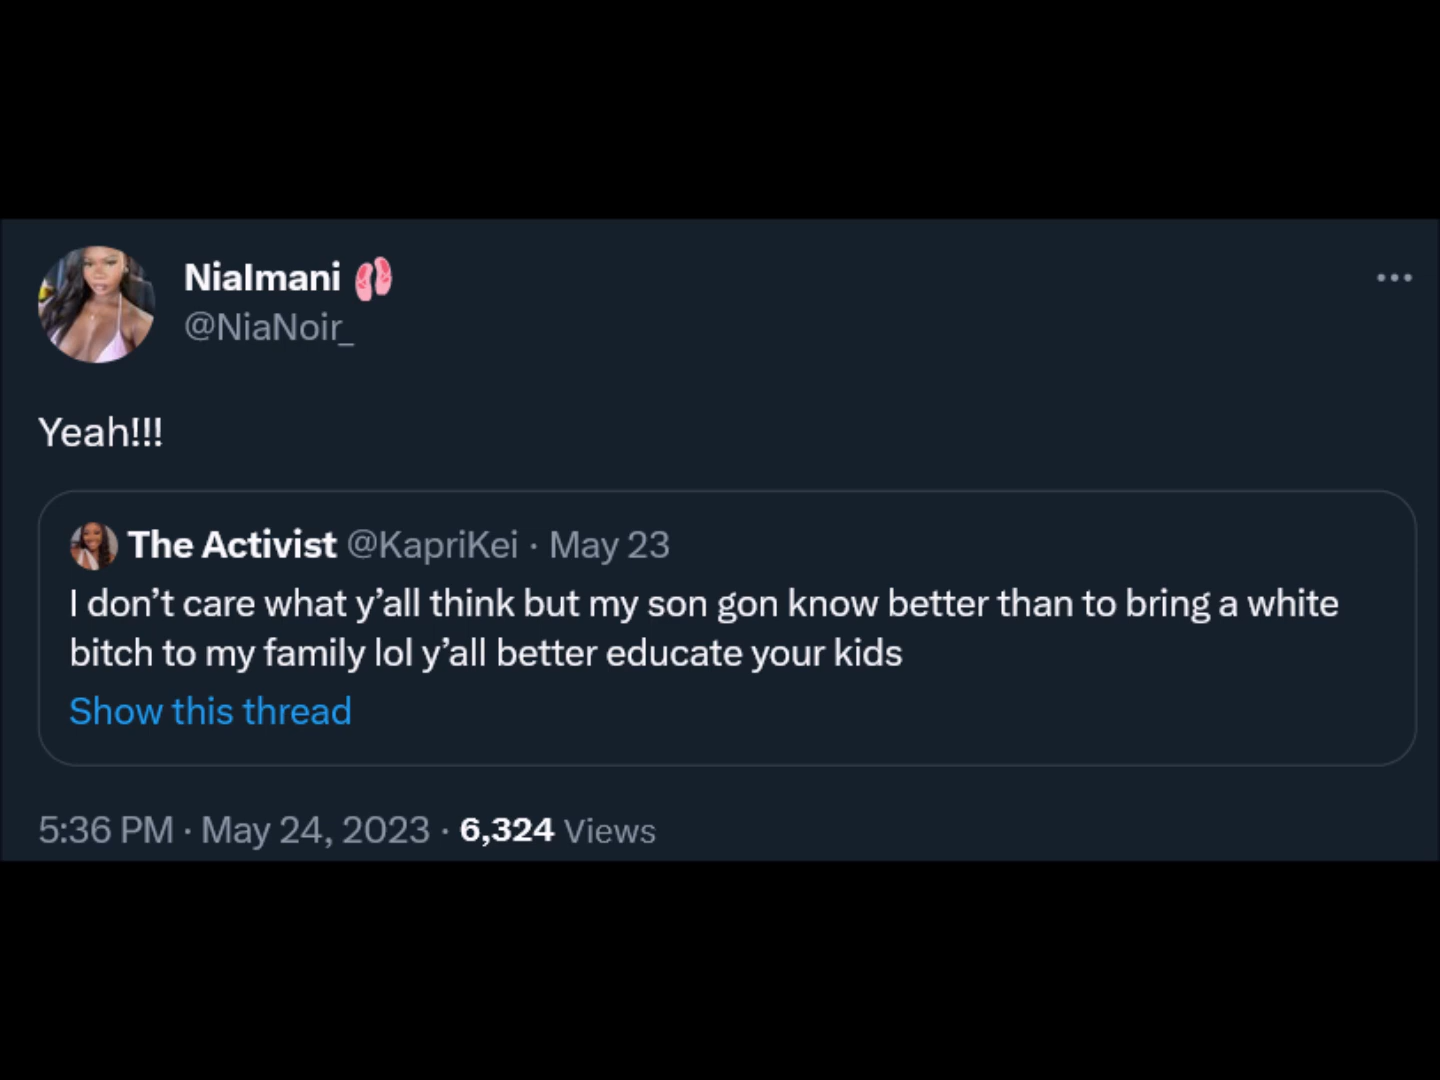 NiaImani 🩰
@NiaNoir_
Yeah!!!
The Activist @KapriKei · May 23
I don’t care what y’all think but my son gon know better than to bring a white
bitch to my family lol y’all better educate your kids
Show this thread
5:36 PM · May 24, 2023 · 6,324 Views